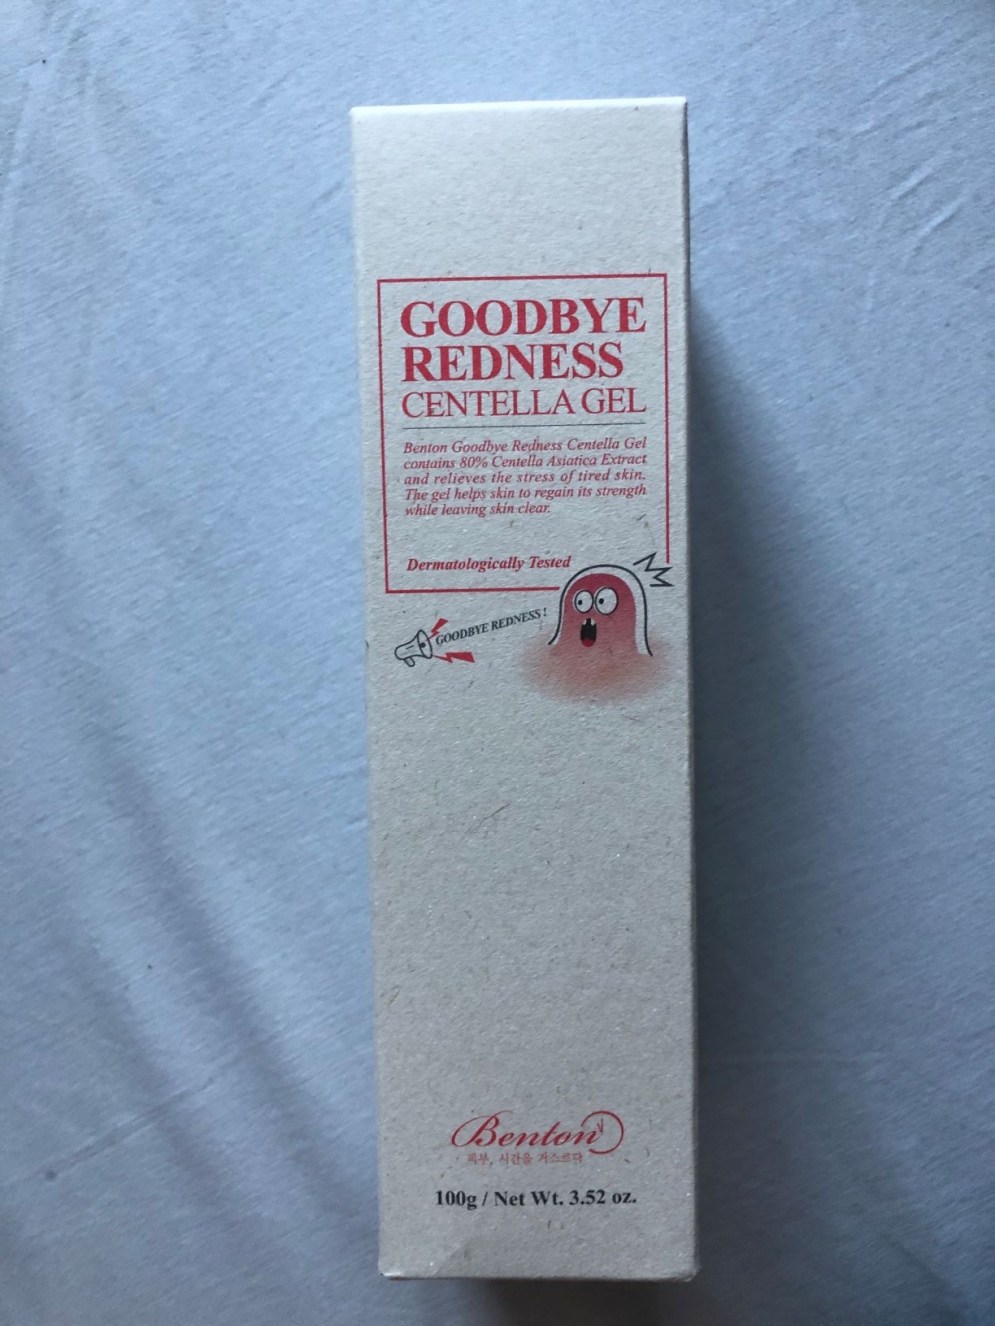 GOODBYE
REDNESS
CENTELLA GEL
Benton Goodbye Redness Centella Gel
contains 80% Centella Asiatica Extract
and relieves the stress of tired skin.
The gel helps skin to regain its strength
while leaving skin clear.
Dermatologically Tested
GOODBYE REDNESS!
Benton
피부, 시간을 거스르다
100g / Net Wt. 3.52 oz.